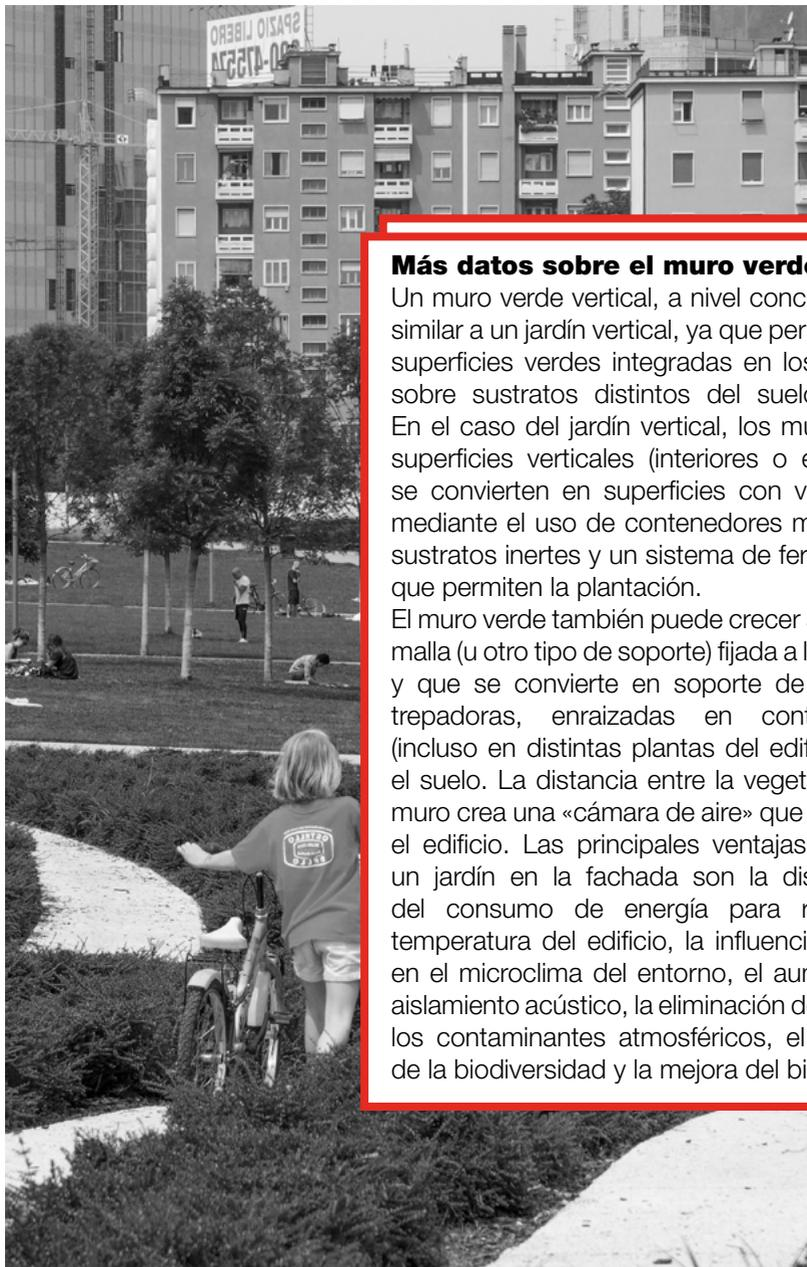 SPAZIO LIBERO
Más datos sobre el muro verde
Un muro verde vertical, a nivel conc
similar a un jardín vertical, ya que per
superficies verdes integradas en los
sobre sustratos distintos del suelo
En el caso del jardín vertical, los mu
superficies verticales (interiores o e
se convierten en superficies con v
mediante el uso de contenedores m
sustratos inertes y un sistema de fer
que permiten la plantación.
El muro verde también puede crecer
malla (u otro tipo de soporte) fijada a l
y que se convierte en soporte de
trepadoras, enraizadas en cont
(incluso en distintas plantas del edif
el suelo. La distancia entre la veget
muro crea una «cámara de aire» que
el edificio. Las principales ventajas
un jardín en la fachada son la dis
del consumo de energía para r
temperatura del edificio, la influenci
en el microclima del entorno, el aum
aislamiento acústico, la eliminación d
los contaminantes atmosféricos, el
de la biodiversidad y la mejora del bi
OSTELLO
BELLO